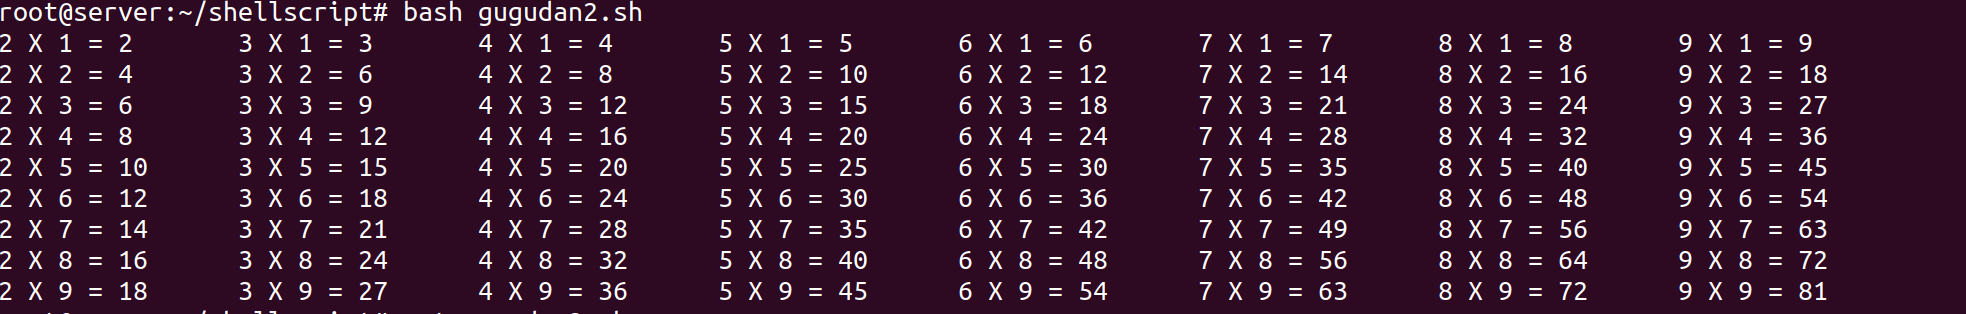 root@server:~/shellscript# bash gugudan2.sh
2 X 1 = 2 3 X 1 = 3 4 X 1 = 4 5 X 1 = 5 6 X 1 = 6 7 X 1 = 7 8 X 1 = 8 9 X 1 = 9
2 X 2 = 4 3 X 2 = 6 4 X 2 = 8 5 X 2 = 10 6 X 2 = 12 7 X 2 = 14 8 X 2 = 16 9 X 2 = 18
2 X 3 = 6 3 X 3 = 9 4 X 3 = 12 5 X 3 = 15 6 X 3 = 18 7 X 3 = 21 8 X 3 = 24 9 X 3 = 27
2 X 4 = 8 3 X 4 = 12 4 X 4 = 16 5 X 4 = 20 6 X 4 = 24 7 X 4 = 28 8 X 4 = 32 9 X 4 = 36
2 X 5 = 10 3 X 5 = 15 4 X 5 = 20 5 X 5 = 25 6 X 5 = 30 7 X 5 = 35 8 X 5 = 40 9 X 5 = 45
2 X 6 = 12 3 X 6 = 18 4 X 6 = 24 5 X 6 = 30 6 X 6 = 36 7 X 6 = 42 8 X 6 = 48 9 X 6 = 54
2 X 7 = 14 3 X 7 = 21 4 X 7 = 28 5 X 7 = 35 6 X 7 = 42 7 X 7 = 49 8 X 7 = 56 9 X 7 = 63
2 X 8 = 16 3 X 8 = 24 4 X 8 = 32 5 X 8 = 40 6 X 8 = 48 7 X 8 = 56 8 X 8 = 64 9 X 8 = 72
2 X 9 = 18 3 X 9 = 27 4 X 9 = 36 5 X 9 = 45 6 X 9 = 54 7 X 9 = 63 8 X 9 = 72 9 X 9 = 81